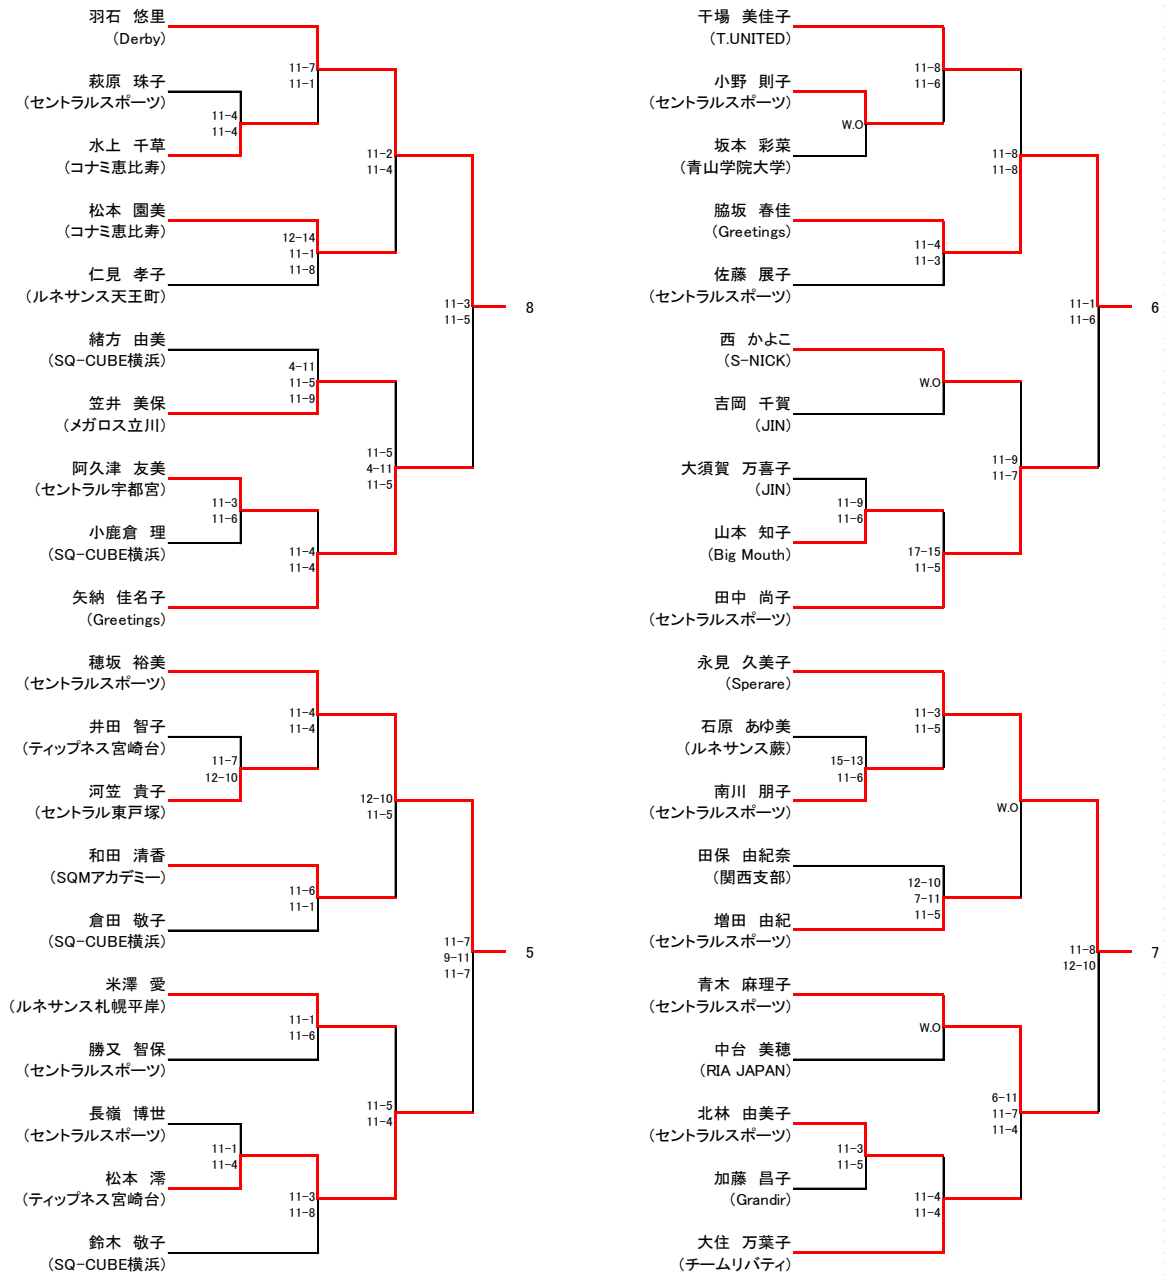 羽石 悠里
(Derby)
11-7
11-1
萩原 珠子
(セントラルスポーツ)
11-4
11-4
水上 千草
(コナミ恵比寿)
11-2
11-4
松本 園美
(コナミ恵比寿)
12-14
11-1
11-8
仁見 孝子
(ルネサンス天王町)
11-3
11-5
8
緒方 由美
(SQ-CUBE横浜)
4-11
11-5
11-9
笠井 美保
(メガロス立川)
11-5
4-11
11-5
阿久津 友美
(セントラル宇都宮)
11-3
11-6
小鹿倉 理
(SQ-CUBE横浜)
11-4
11-4
矢納 佳名子
(Greetings)
穂坂 裕美
(セントラルスポーツ)
11-4
11-4
井田 智子
(ティップネス宮崎台)
11-7
12-10
河笠 貴子
(セントラル東戸塚)
12-10
11-5
和田 清香
(SQMアカデミー)
11-6
11-1
倉田 敬子
(SQ-CUBE横浜)
11-7
9-11
11-7
5
米澤 愛
(ルネサンス札幌平岸)
11-1
11-6
勝又 智保
(セントラルスポーツ)
11-5
11-4
長嶺 博世
(セントラルスポーツ)
11-1
11-4
松本 澪
(ティップネス宮崎台)
11-3
11-8
鈴木 敬子
(SQ-CUBE横浜)
干場 美佳子
(T.UNITED)
11-8
11-6
小野 則子
(セントラルスポーツ)
W.O
坂本 彩菜
(青山学院大学)
11-8
11-8
脇坂 春佳
(Greetings)
11-4
11-3
佐藤 展子
(セントラルスポーツ)
11-1
11-6
6
西 かよこ
(S-NICK)
W.O
吉岡 千賀
(JIN)
11-9
11-7
大須賀 万喜子
(JIN)
11-9
11-6
山本 知子
(Big Mouth)
17-15
11-5
田中 尚子
(セントラルスポーツ)
永見 久美子
(Sperare)
11-3
11-5
石原 あゆ美
(ルネサンス蕨)
15-13
11-6
南川 朋子
(セントラルスポーツ)
W.O
田保 由紀奈
(関西支部)
12-10
7-11
11-5
増田 由紀
(セントラルスポーツ)
11-8
12-10
7
青木 麻理子
(セントラルスポーツ)
W.O
中台 美穂
(RIA JAPAN)
6-11
11-7
11-4
北林 由美子
(セントラルスポーツ)
11-3
11-5
加藤 昌子
(Grandir)
11-4
11-4
大住 万葉子
(チームリバティ)